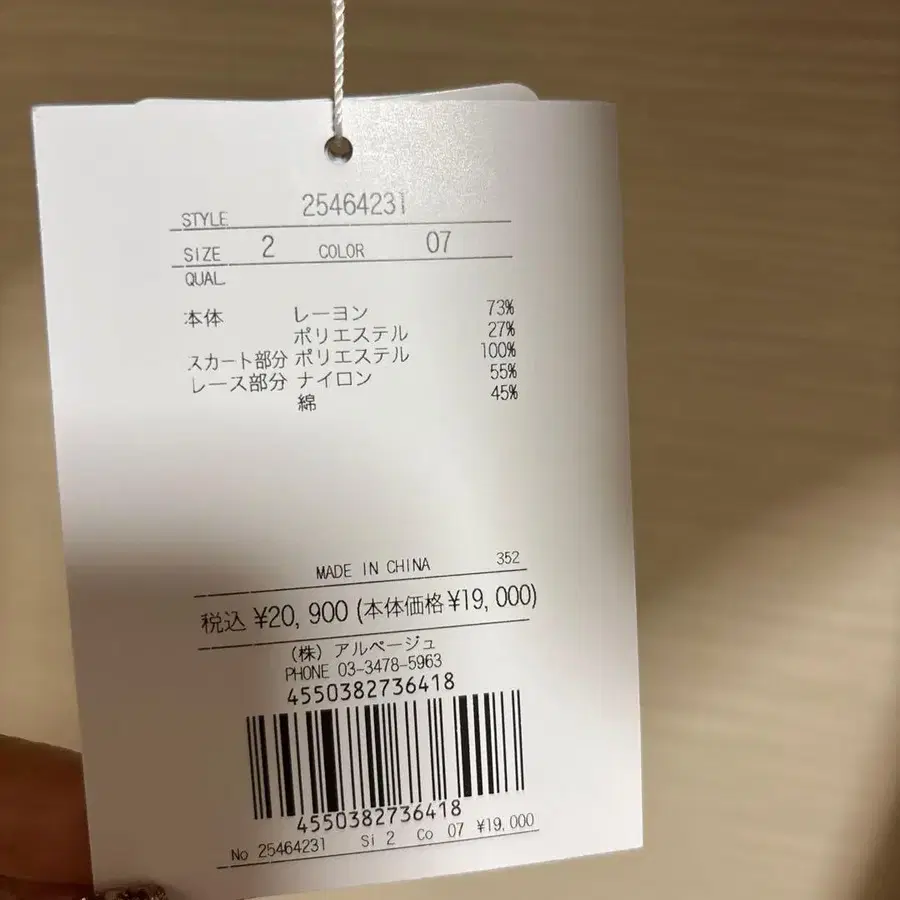 STYLE 25464231
SIZE 2 COLOR 07
QUAL
本体 レーヨン 73%
ポリエステル 27%
スカート部分 ポリエステル 100%
レース部分 ナイロン 55%
綿 45%
MADE IN CHINA 352
税込 ¥20,900 (本体価格¥19,000)
(株) アルページュ
PHONE 03-3478-5963
4550382736418
4550382736418
No 25464231 Si 2 Co 07 ¥19,000